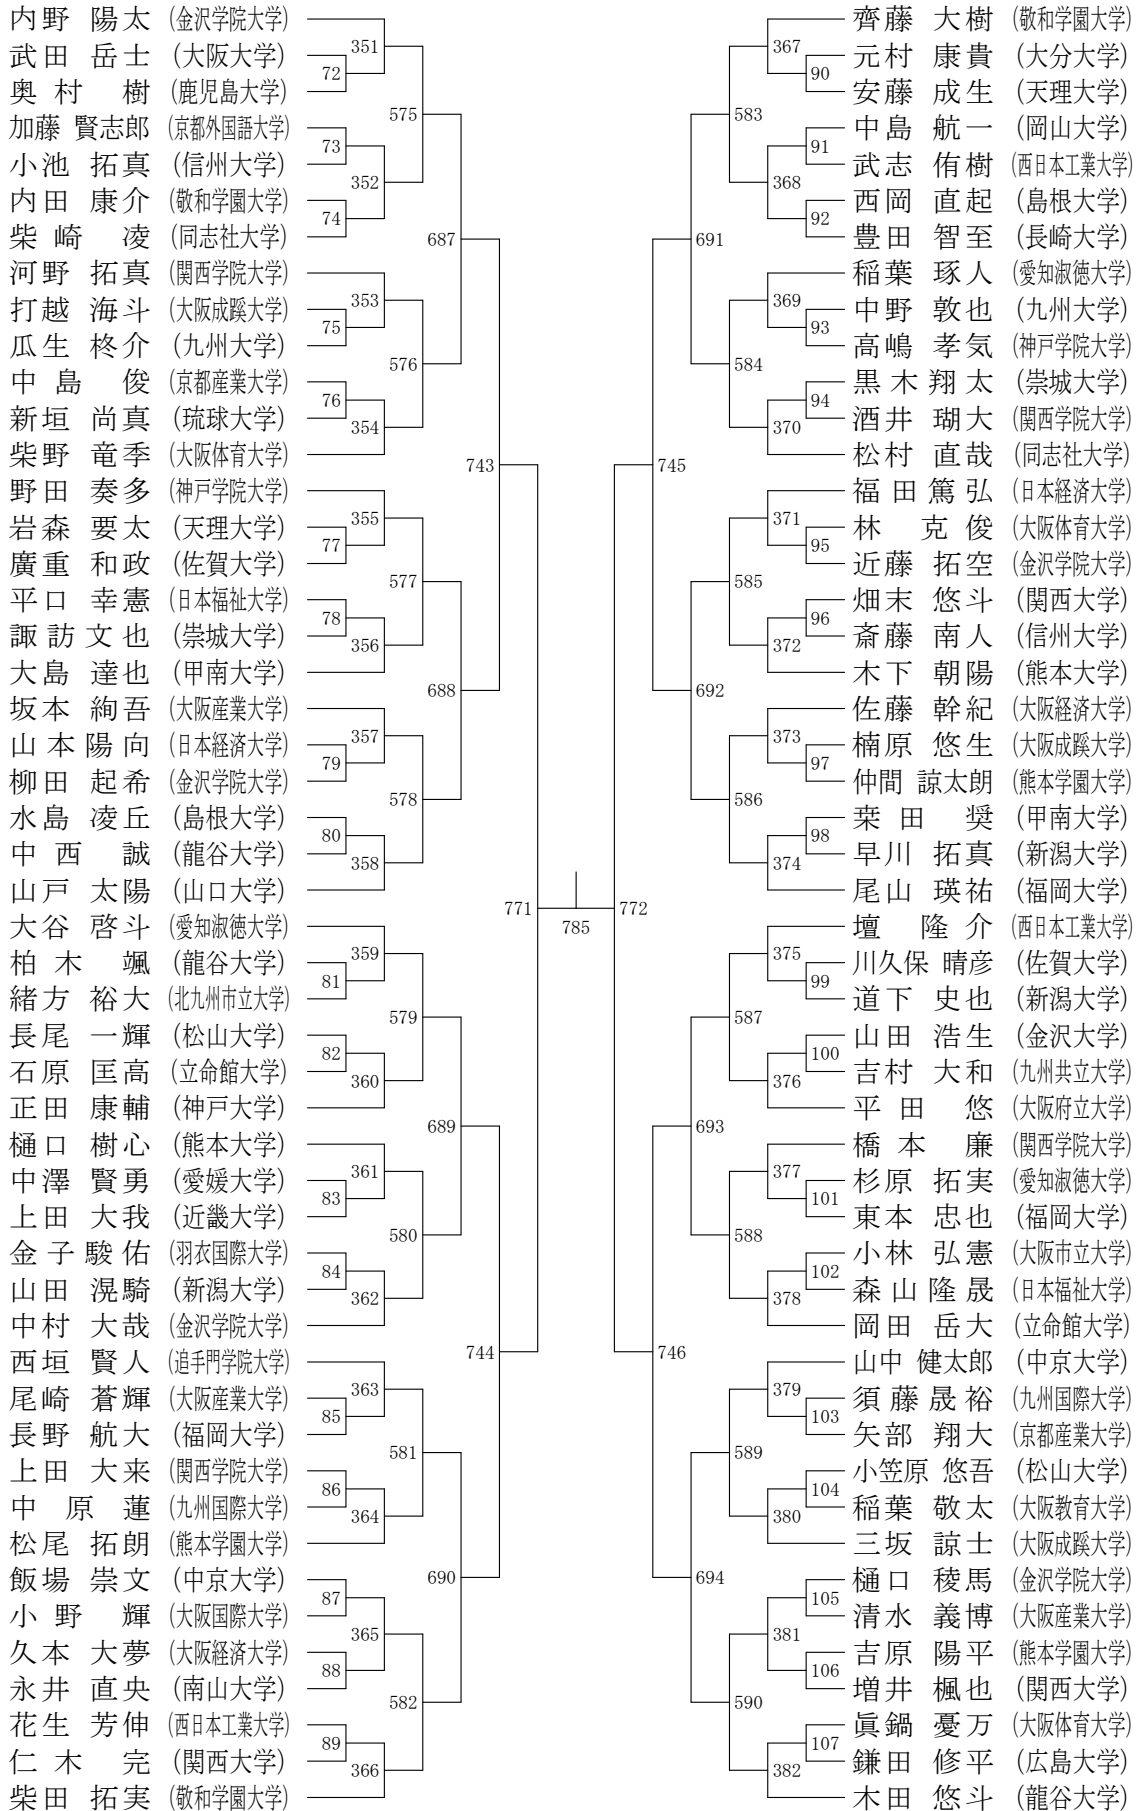 内野 陽太 (金沢学院大学)
武田 岳士 (大阪大学)
奥村 樹 (鹿児島大学)
加藤 賢志郎 (京都外国語大学)
小池 拓真 (信州大学)
内田 康介 (敬和学園大学)
柴崎 凌 (同志社大学)
河野 拓真 (関西学院大学)
打越 海斗 (大阪成蹊大学)
瓜生 柊介 (九州大学)
中島 俊 (京都産業大学)
新垣 尚真 (琉球大学)
柴野 竜季 (大阪体育大学)
野田 奏多 (神戸学院大学)
岩森 要太 (天理大学)
廣重 和政 (佐賀大学)
平口 幸憲 (日本福祉大学)
諏訪 文也 (崇城大学)
大島 達也 (甲南大学)
坂本 絢吾 (大阪産業大学)
山本 陽向 (日本経済大学)
柳田 起希 (金沢学院大学)
水島 凌丘 (島根大学)
中西 誠 (龍谷大学)
山戸 太陽 (山口大学)
大谷 啓斗 (愛知淑徳大学)
柏木 颯 (龍谷大学)
緒方 裕大 (北九州市立大学)
長尾 一輝 (松山大学)
石原 匡高 (立命館大学)
正田 康輔 (神戸大学)
樋口 樹心 (熊本大学)
中澤 賢勇 (愛媛大学)
上田 大我 (近畿大学)
金子 駿佑 (羽衣国際大学)
山田 滉騎 (新潟大学)
中村 大哉 (金沢学院大学)
西垣 賢人 (追手門学院大学)
尾崎 蒼輝 (大阪産業大学)
長野 航大 (福岡大学)
上田 大来 (関西学院大学)
中原 蓮 (九州国際大学)
松尾 拓朗 (熊本学園大学)
飯場 崇文 (中京大学)
小野 輝 (大阪国際大学)
久本 大夢 (大阪経済大学)
永井 直央 (南山大学)
花生 芳伸 (西日本工業大学)
仁木 完 (関西大学)
柴田 拓実 (敬和学園大学)
72
73
74
75
76
77
78
79
80
81
82
83
84
85
86
87
88
89
351
352
353
354
355
356
357
358
359
360
361
362
363
364
365
366
575
576
577
578
579
580
581
582
687
688
689
690
743
744
771
785
772
745
746
691
692
693
694
583
584
585
586
587
588
589
590
367
368
369
370
371
372
373
374
375
376
377
378
379
380
381
382
90
91
92
93
94
95
96
97
98
99
100
101
102
103
104
105
106
107
齊藤 大樹 (敬和学園大学)
元村 康貴 (大分大学)
安藤 成生 (天理大学)
中島 航一 (岡山大学)
武志 侑樹 (西日本工業大学)
西岡 直起 (島根大学)
豊田 智至 (長崎大学)
稲葉 琢人 (愛知淑徳大学)
中野 敦也 (九州大学)
高嶋 孝気 (神戸学院大学)
黒木 翔太 (崇城大学)
酒井 瑚大 (関西学院大学)
松村 直哉 (同志社大学)
福田 篤弘 (日本経済大学)
林 克俊 (大阪体育大学)
近藤 拓空 (金沢学院大学)
畑末 悠斗 (関西大学)
斎藤 南人 (信州大学)
木下 朝陽 (熊本大学)
佐藤 幹紀 (大阪経済大学)
楠原 悠生 (大阪成蹊大学)
仲間 諒太朗 (熊本学園大学)
桒田 奨 (甲南大学)
早川 拓真 (新潟大学)
尾山 瑛祐 (福岡大学)
壇 隆介 (西日本工業大学)
川久保 晴彦 (佐賀大学)
道下 史也 (新潟大学)
山田 浩生 (金沢大学)
吉村 大和 (九州共立大学)
平田 悠 (大阪府立大学)
橋本 廉 (関西学院大学)
杉原 拓実 (愛知淑徳大学)
東本 忠也 (福岡大学)
小林 弘憲 (大阪市立大学)
森山 隆晟 (日本福祉大学)
岡田 岳大 (立命館大学)
山中 健太郎 (中京大学)
須藤 晟裕 (九州国際大学)
矢部 翔大 (京都産業大学)
小笠原 悠吾 (松山大学)
稲葉 敬太 (大阪教育大学)
三坂 諒士 (大阪成蹊大学)
樋口 稜馬 (金沢学院大学)
清水 義博 (大阪産業大学)
吉原 陽平 (熊本学園大学)
増井 楓也 (関西大学)
眞鍋 憂万 (大阪体育大学)
鎌田 修平 (広島大学)
木田 悠斗 (龍谷大学)